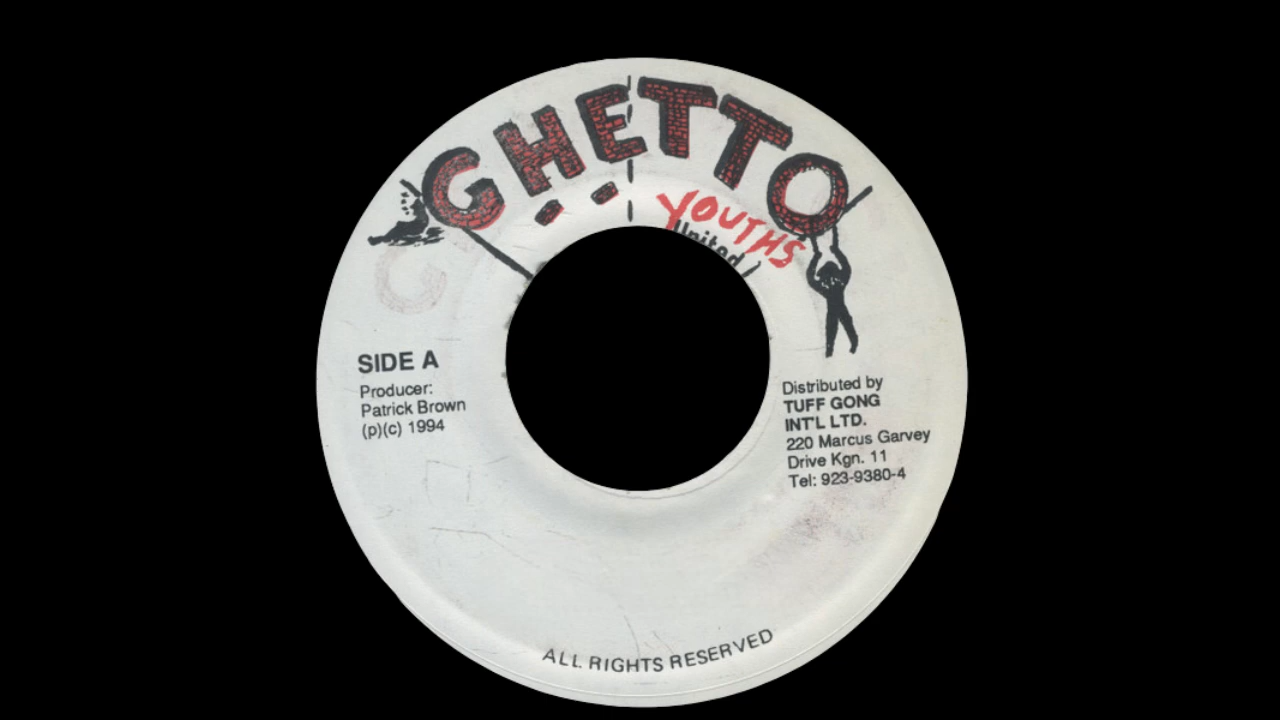 GHETTO
YOUTHS
United
SIDE A
Producer:
Patrick Brown
(p)(c) 1994
Distributed by
TUFF GONG
INT'L LTD.
220 Marcus Garvey
Drive Kgn. 11
Tel: 923-9380-4
ALL RIGHTS RESERVED